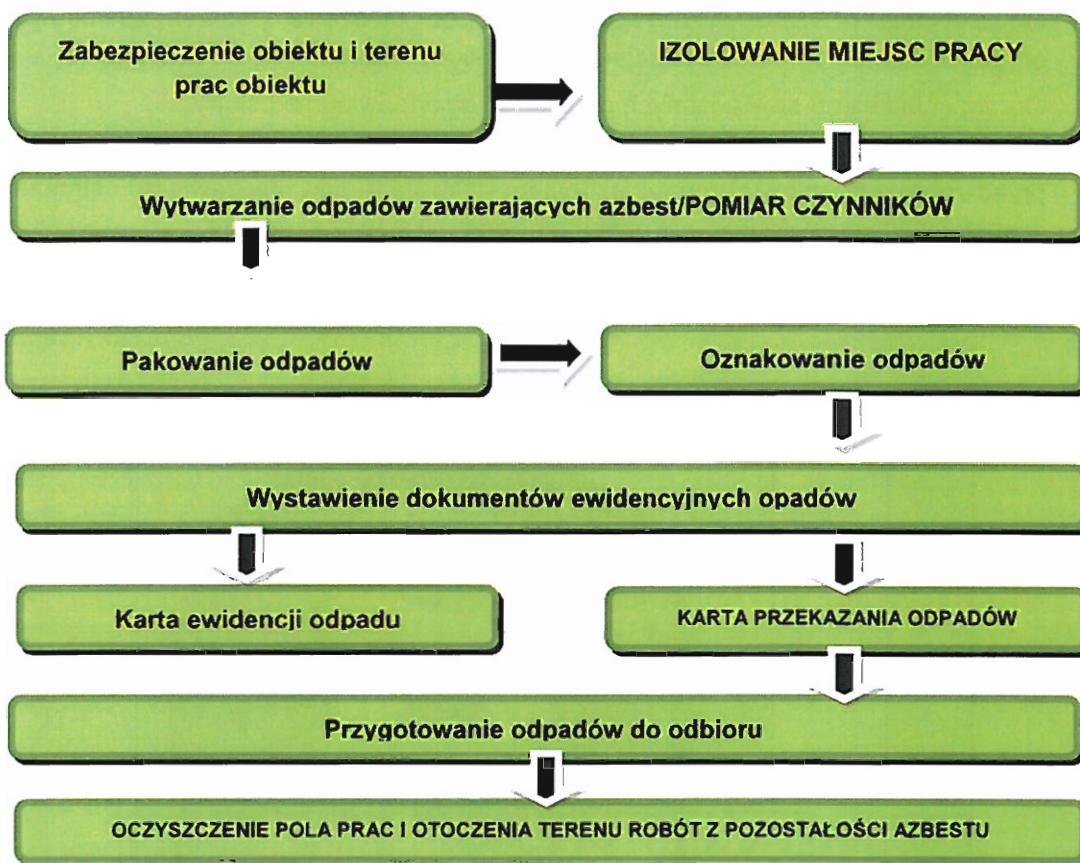 Zabezpieczenie obiektu i terenu
prac obiektu
IZOLOWANIE MIEJSC PRACY
Wytwarzanie odpadów zawierających azbest/POMIAR CZYNNIKÓW
Pakowanie odpadów
Oznakowanie odpadów
Wystawienie dokumentów ewidencyjnych opadów
Karta ewidencji odpadu
KARTA PRZEKAZANIA ODPADÓW
Przygotowanie odpadów do odbioru
OCZYSZCZENIE POLA PRAC I OTOCZENIA TERENU ROBÓT Z POZOSTAŁOŚCI AZBESTU